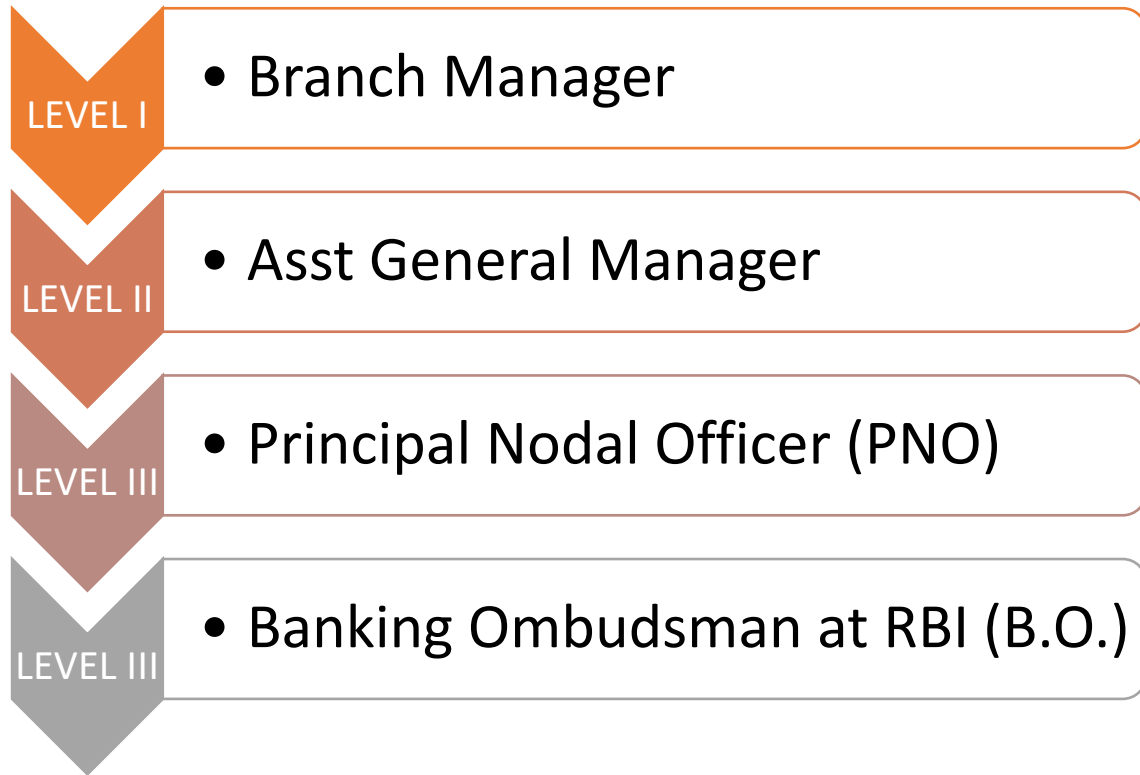 LEVEL I
• Branch Manager
LEVEL II
• Asst General Manager
LEVEL III
• Principal Nodal Officer (PNO)
LEVEL III
• Banking Ombudsman at RBI (B.O.)